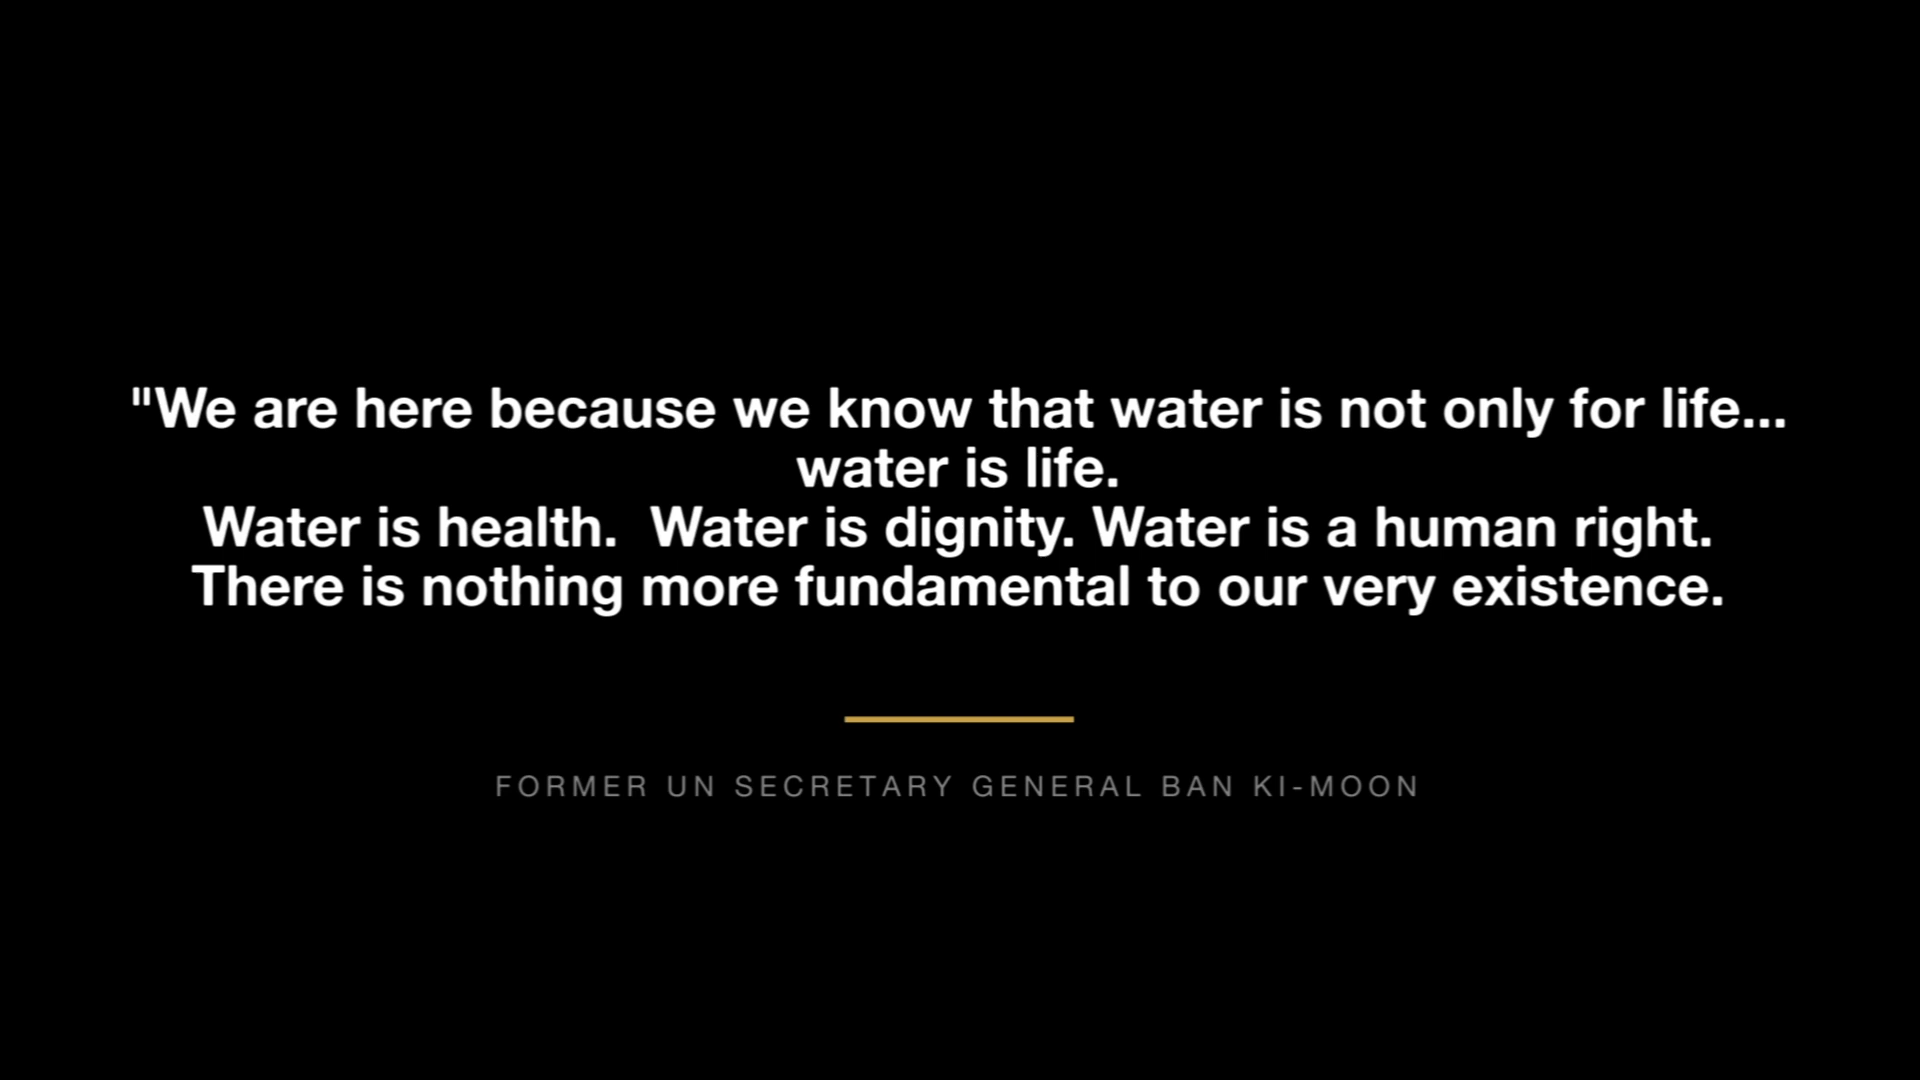 "We are here because we know that water is not only for life...
water is life.
Water is health.  Water is dignity. Water is a human right.
There is nothing more fundamental to our very existence.
FORMER UN SECRETARY GENERAL BAN KI-MOON